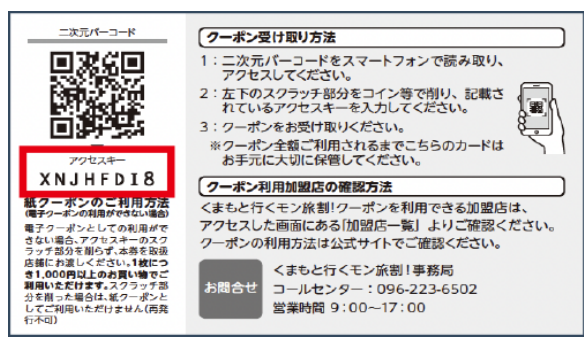 二次元バーコード
アクセスキー
XNJHFDI8
紙クーポンのご利用方法
(電子クーポンの利用ができない場合)
電子クーポンとしての利用がで
きない場合、アクセスキーのスク
ラッチ部分を削らず、本券を取扱
店舗にお渡しください。1枚につ
き1,000円以上のお買い物でご
利用いただけます。スクラッチ部
分を削った場合は、紙クーポンと
してご利用いただけません(再発
行不可)
クーポン受け取り方法
1：二次元バーコードをスマートフォンで読み取り、
アクセスしてください。
2：左下のスクラッチ部分をコイン等で削り、記載さ
れているアクセスキーを入力してください。
3：クーポンをお受け取りください。
※クーポン全額ご利用されるまでこちらのカードは
お手元に大切に保管してください。
クーポン利用加盟店の確認方法
くまもと行くモン旅割!クーポンを利用できる加盟店は、
アクセスした画面にある「加盟店一覧」よりご確認ください。
クーポンの利用方法は公式サイトでご確認ください。
お問合せ
くまもと行くモン旅割!事務局
コールセンター：096-223-6502
営業時間 9：00〜17：00